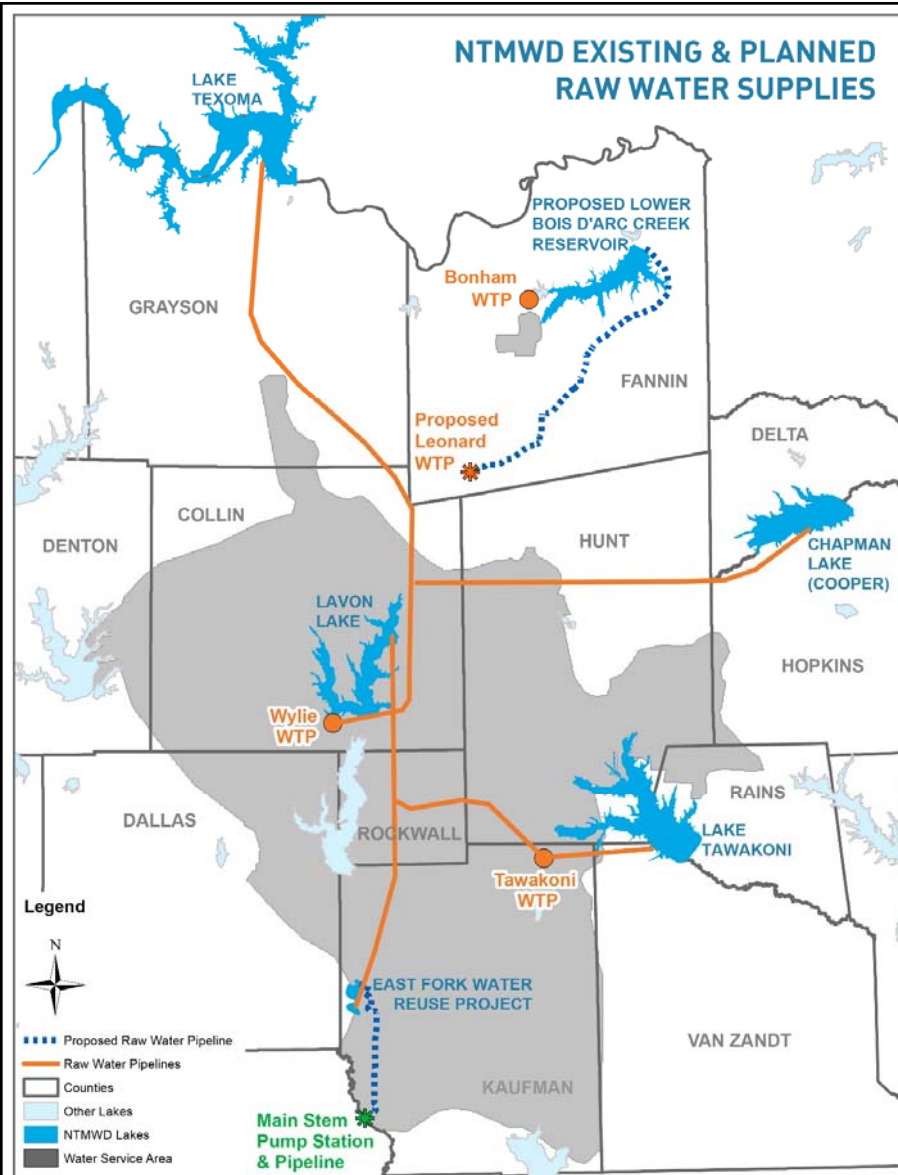 NTMWD EXISTING & PLANNED
RAW WATER SUPPLIES
LAKE
TEXOMA
PROPOSED LOWER
BOIS D'ARC CREEK
RESERVOIR
Bonham
WTP
GRAYSON
FANNIN
Proposed
Leonard
WTP
DELTA
COLLIN
DENTON
HUNT
CHAPMAN
LAKE
(COOPER)
LAVON
LAKE
HOPKINS
Wylie
WTP
RAINS
DALLAS
ROCKWALL
LAKE
TAWAKONI
Tawakoni
WTP
Legend
N
EAST FORK WATER
REUSE PROJECT
Proposed Raw Water Pipeline
Raw Water Pipelines
Counties
Other Lakes
NTMWD Lakes
Water Service Area
VAN ZANDT
KAUFMAN
Main Stem
Pump Station
& Pipeline